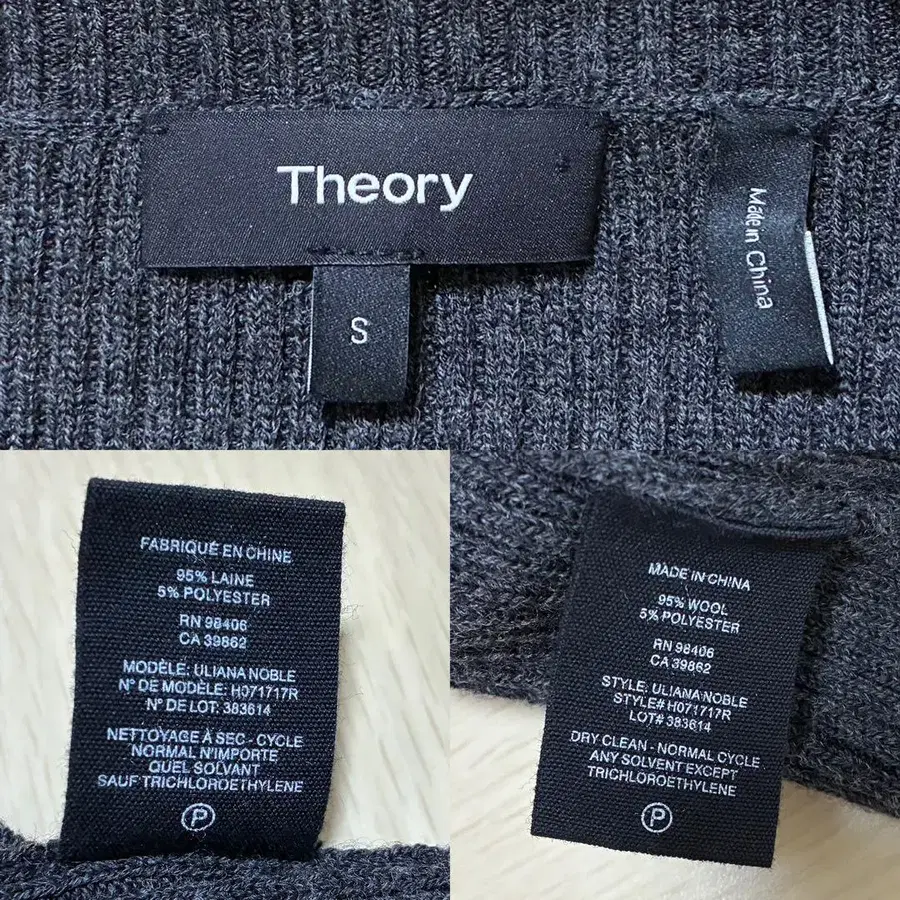 Theory
S
Made in China
FABRIQUÉ EN CHINE
95% LAINE
5% POLYESTER
RN 98406
CA 39862
MODÈLE: ULIANA NOBLE
N° DE MODÈLE: H071717R
N° DE LOT: 383614
NETTOYAGE À SEC - CYCLE
NORMAL N'IMPORTE
QUEL SOLVANT
SAUF TRICHLOROETHYLENE
P
MADE IN CHINA
95% WOOL
5% POLYESTER
RN 98406
CA 39862
STYLE: ULIANA NOBLE
STYLE# H071717R
LOT# 383614
DRY CLEAN - NORMAL CYCLE
ANY SOLVENT EXCEPT
TRICHLOROETHYLENE
P